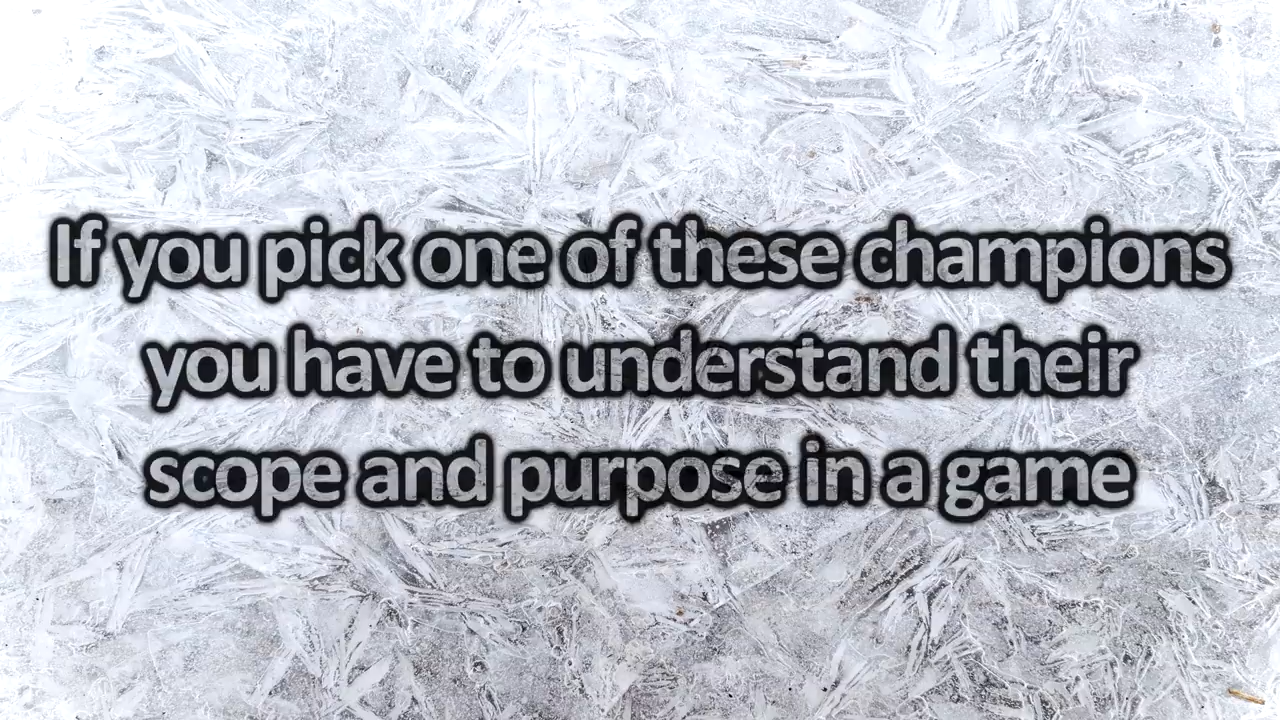 If you pick one of these champions
you have to understand their
scope and purpose in a game